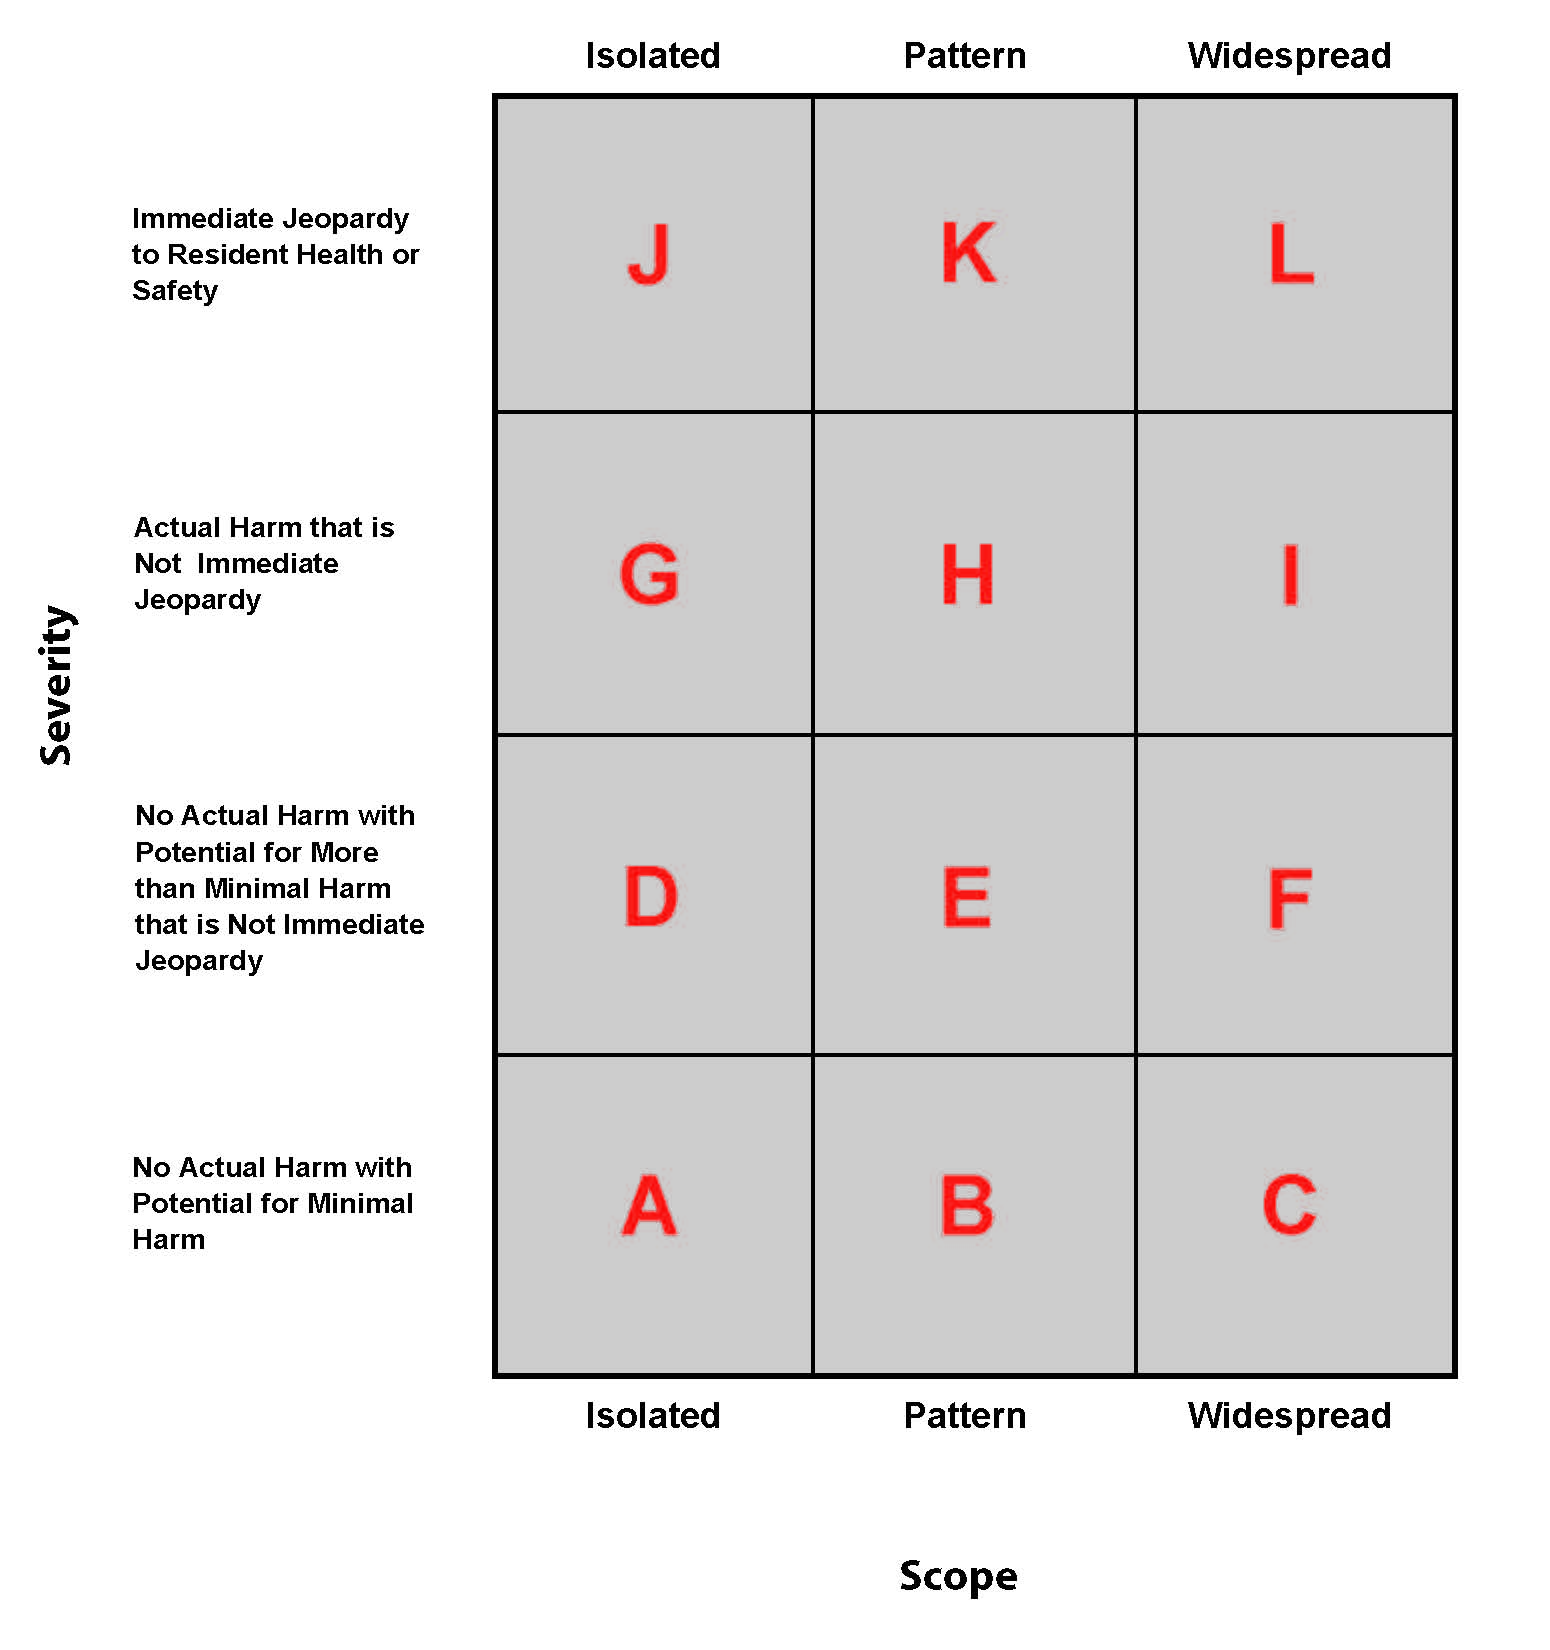 Isolated Pattern Widespread
Immediate Jeopardy
to Resident Health or
Safety
J K L
Actual Harm that is
Not  Immediate
Jeopardy
G H I
Severity
No Actual Harm with
Potential for More
than Minimal Harm
that is Not Immediate
Jeopardy
D E F
No Actual Harm with
Potential for Minimal
Harm
A B C
Isolated Pattern Widespread
Scope